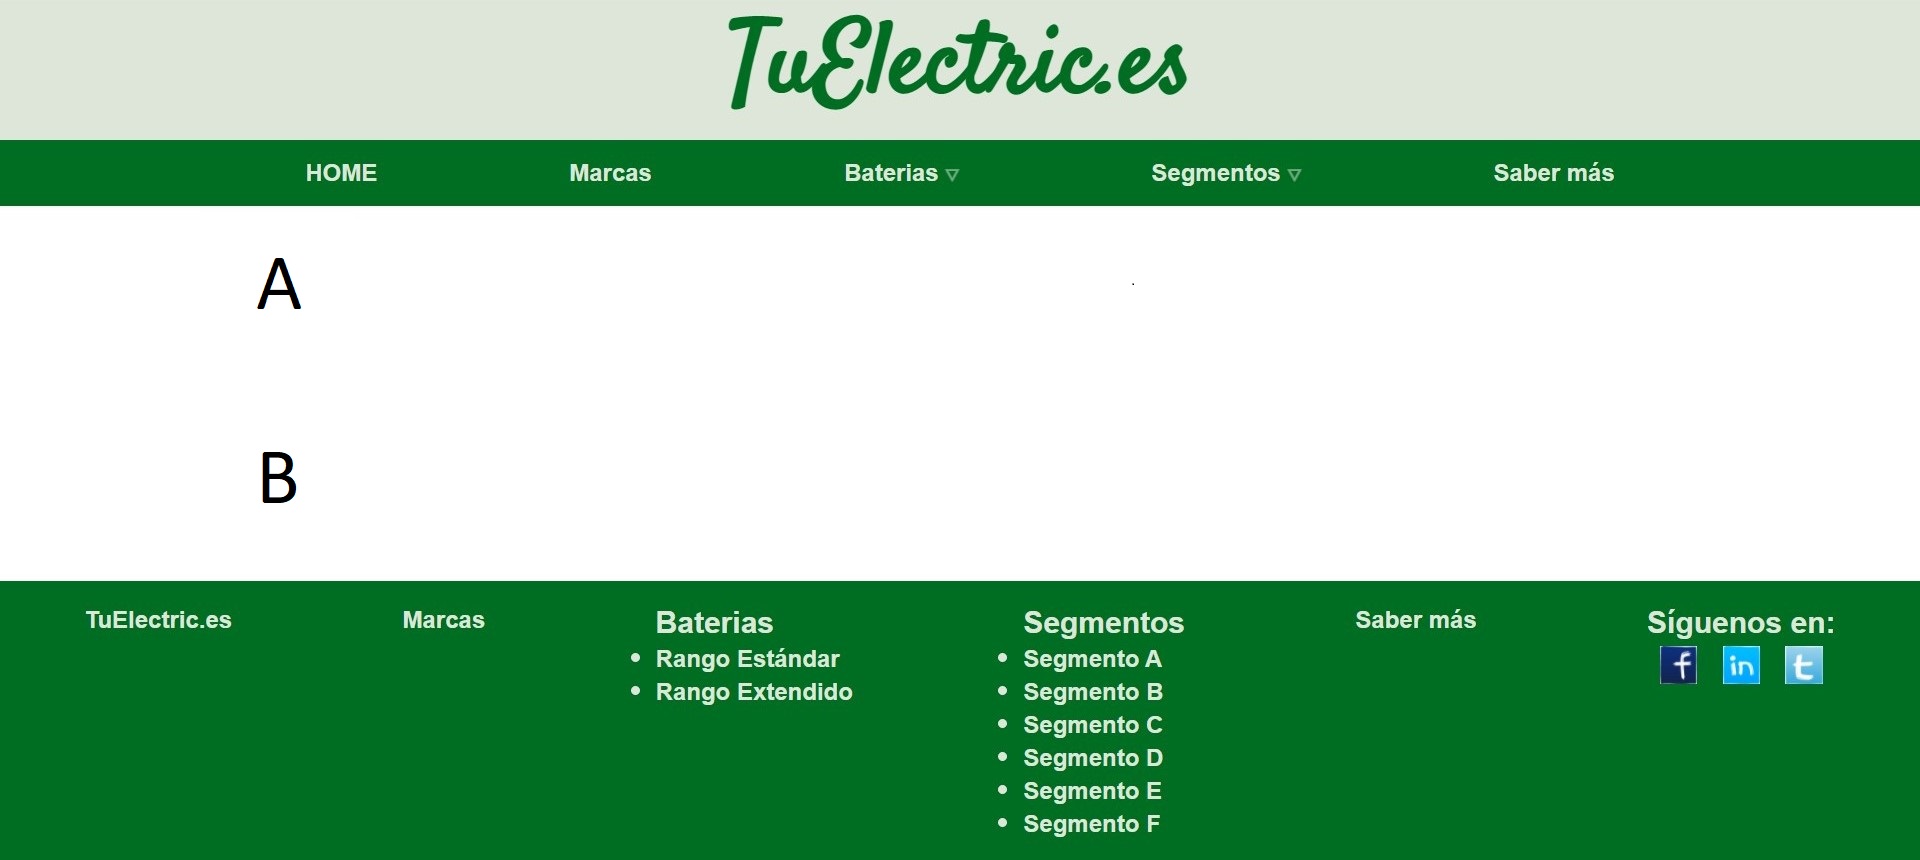 TuElectric.es
HOME Marcas Baterias ▽ Segmentos ▽ Saber más
A
.
B
TuElectric.es
Marcas
Baterias
• Rango Estándar
• Rango Extendido
Segmentos
• Segmento A
• Segmento B
• Segmento C
• Segmento D
• Segmento E
• Segmento F
Saber más
Síguenos en:
f in t